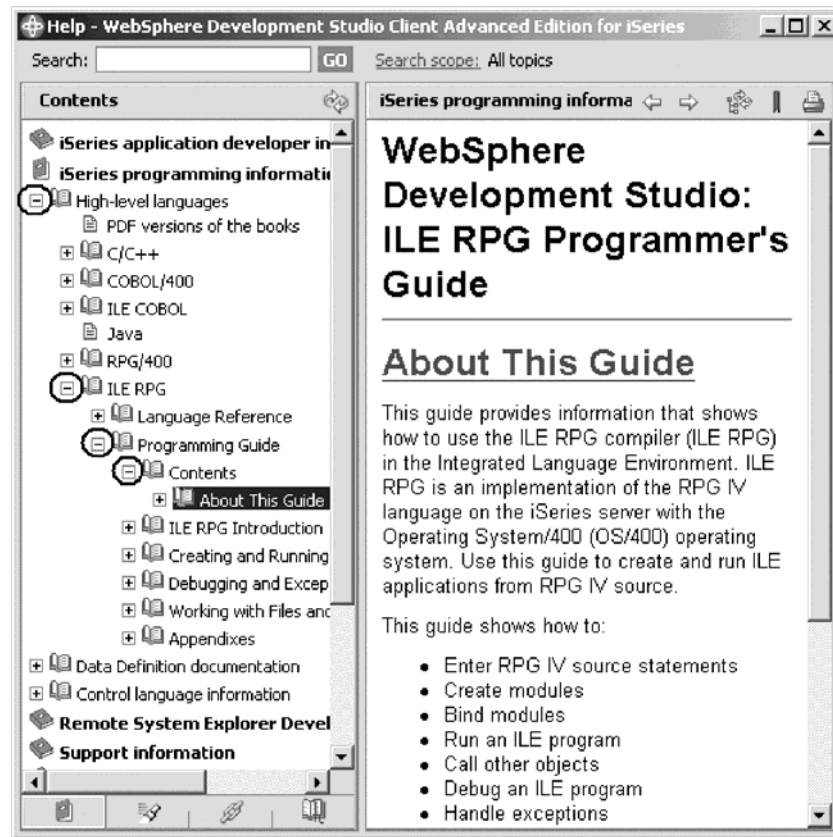 Help - WebSphere Development Studio Client Advanced Edition for iSeries
Search: GO Search scope: All topics
Contents
iSeries application developer in
iSeries programming informati
High-level languages
PDF versions of the books
C/C++
COBOL/400
ILE COBOL
Java
RPG/400
ILE RPG
Language Reference
Programming Guide
Contents
About This Guide
ILE RPG Introduction
Creating and Running
Debugging and Excep
Working with Files and
Appendixes
Data Definition documentation
Control language information
Remote System Explorer Devel
Support information
iSeries programming informa
WebSphere
Development Studio:
ILE RPG Programmer's
Guide
About This Guide
This guide provides information that shows
how to use the ILE RPG compiler (ILE RPG)
in the Integrated Language Environment. ILE
RPG is an implementation of the RPG IV
language on the iSeries server with the
Operating System/400 (OS/400) operating
system. Use this guide to create and run ILE
applications from RPG IV source.
This guide shows how to:
• Enter RPG IV source statements
• Create modules
• Bind modules
• Run an ILE program
• Call other objects
• Debug an ILE program
• Handle exceptions